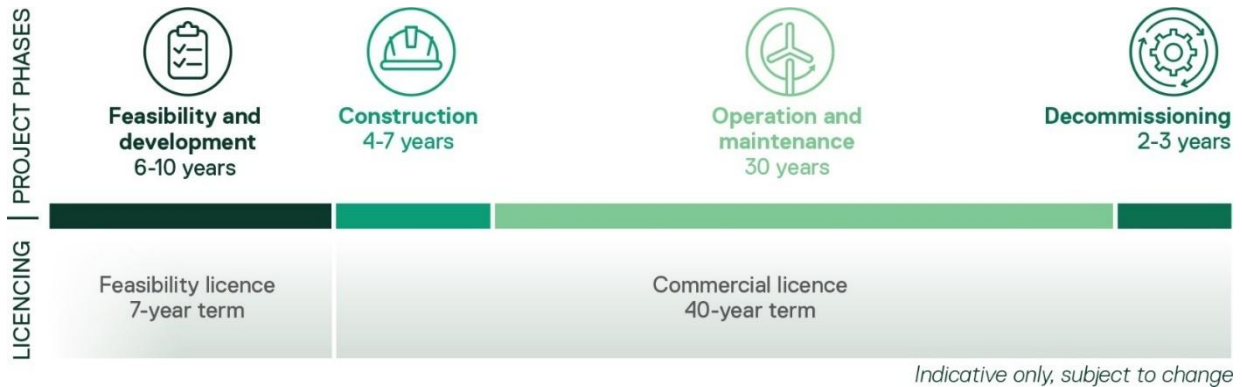 PROJECT PHASES
Feasibility and
development
6-10 years
Construction
4-7 years
Operation and
maintenance
30 years
Decommissioning
2-3 years
LICENCING
Feasibility licence
7-year term
Commercial licence
40-year term
Indicative only, subject to change